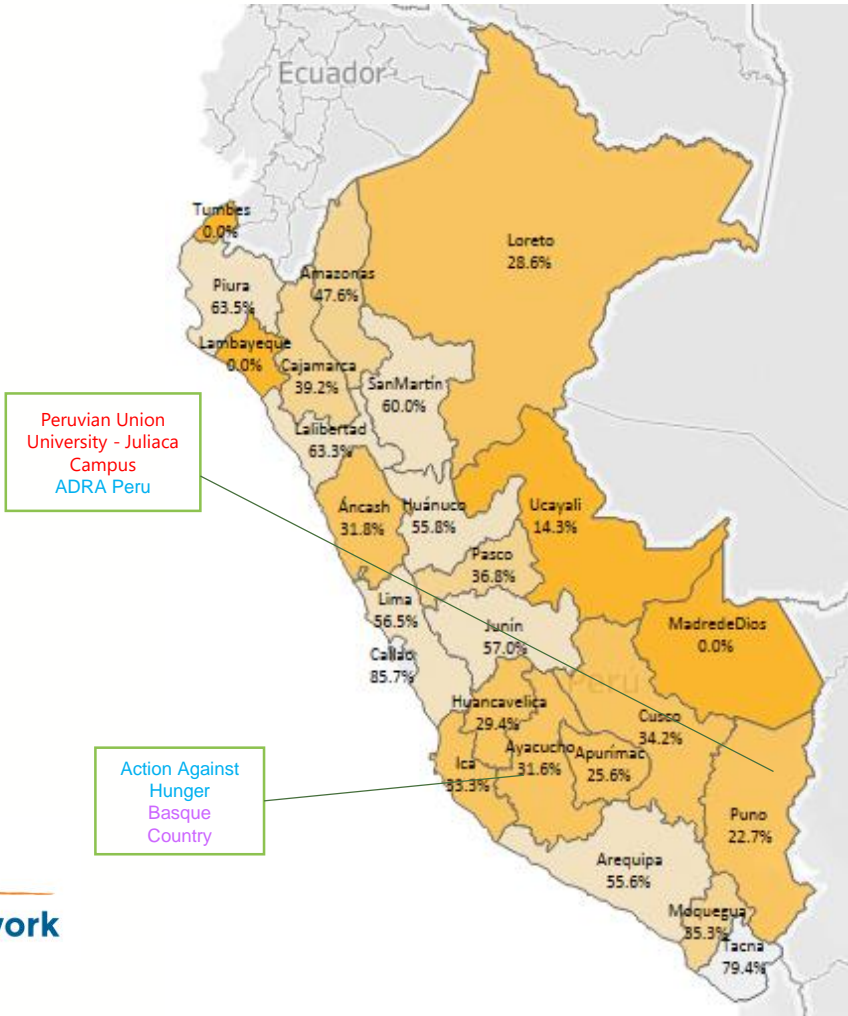 Ecuador
Tumbes
0.0%
Loreto
28.6%
Piura
63.5%
Amazonas
47.6%
Lambayeque
0.0%
Cajamarca
39.2%
SanMartín
60.0%
Peruvian Union
University - Juliaca
Campus
ADRA Peru
Lalibertad
63.3%
Áncash
31.8%
Huánuco
55.8%
Ucayali
14.3%
Pasco
36.8%
Lima
56.5%
Junín
57.0%
MadredeDios
0.0%
Callao
85.7%
Peru
Huancavelica
29.4%
Cusco
34.2%
Ayacucho
31.6%
Apurímac
25.6%
Ica
33.3%
Action Against
Hunger
Basque
Country
Puno
22.7%
Arequipa
55.6%
Moquegua
35.3%
Tacna
79.4%
work